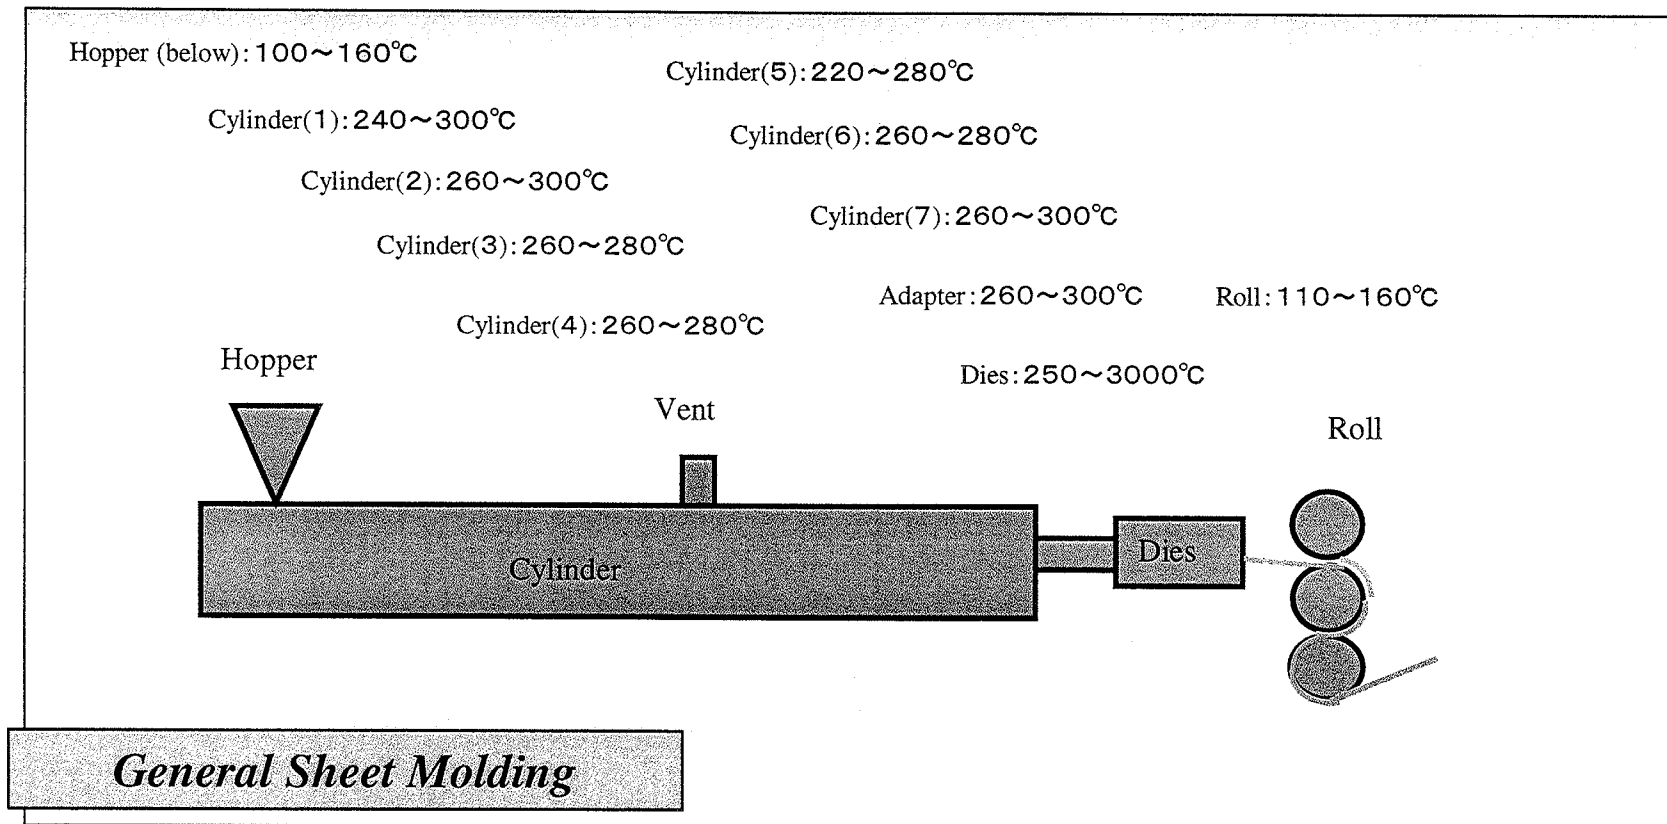 Hopper (below):100~160℃
Cylinder(1):240~300℃
Cylinder(2):260~300℃
Cylinder(3):260~280℃
Cylinder(4):260~280℃
Cylinder(5):220~280℃
Cylinder(6):260~280℃
Cylinder(7):260~300℃
Adapter:260~300℃
Roll:110~160℃
Dies:250~3000℃
Hopper
Vent
Roll
Cylinder
Dies
General Sheet Molding